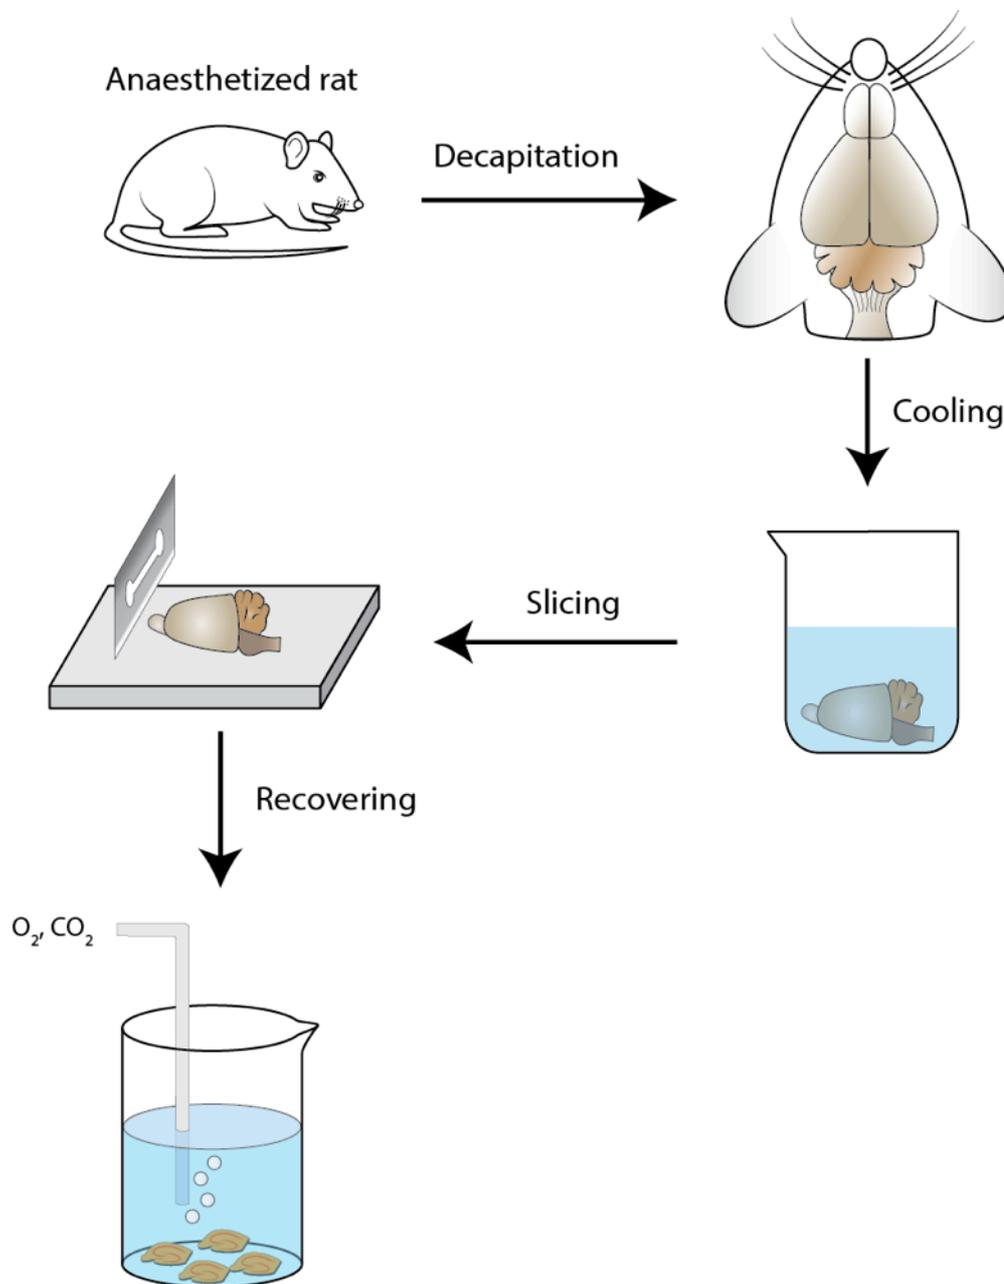 Anaesthetized rat
Decapitation
Cooling
Slicing
Recovering
O₂, CO₂